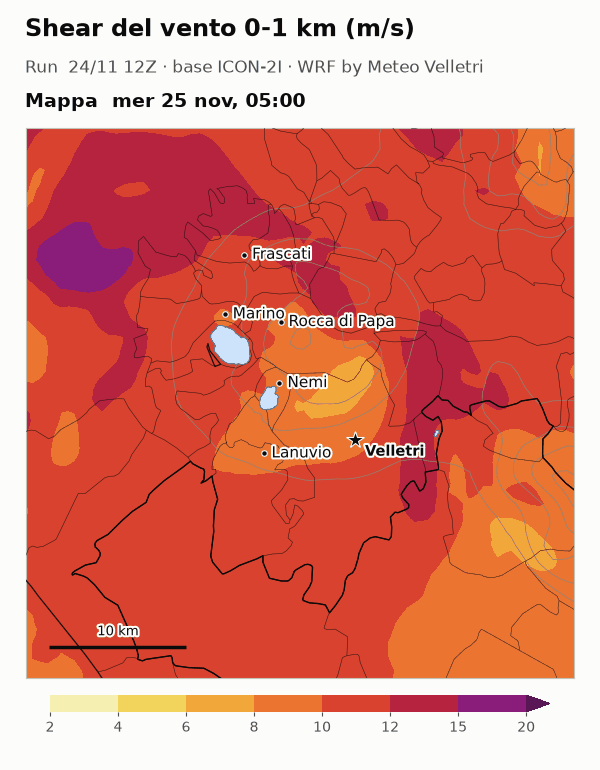 Shear del vento 0-1 km (m/s)
Run  24/11 12Z · base ICON-2I · WRF by Meteo Velletri
Mappa  mer 25 nov, 05:00
Frascati
Marino
Rocca di Papa
Nemi
Velletri
Lanuvio
10 km
2 4 6 8 10 12 15 20